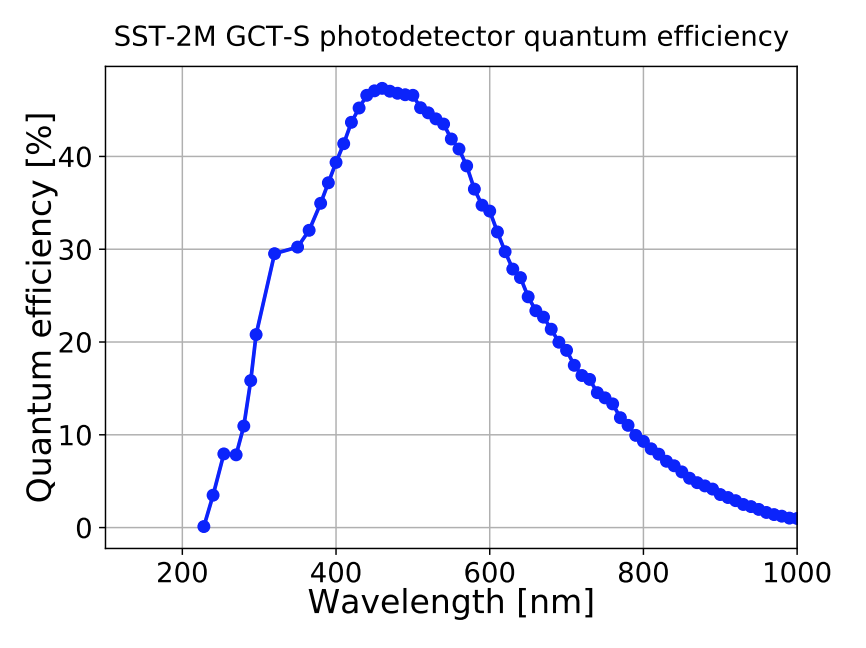 SST-2M GCT-S photodetector quantum efficiency
Quantum efficiency [%]
40
30
20
10
0
200 400 600 800 1000
Wavelength [nm]